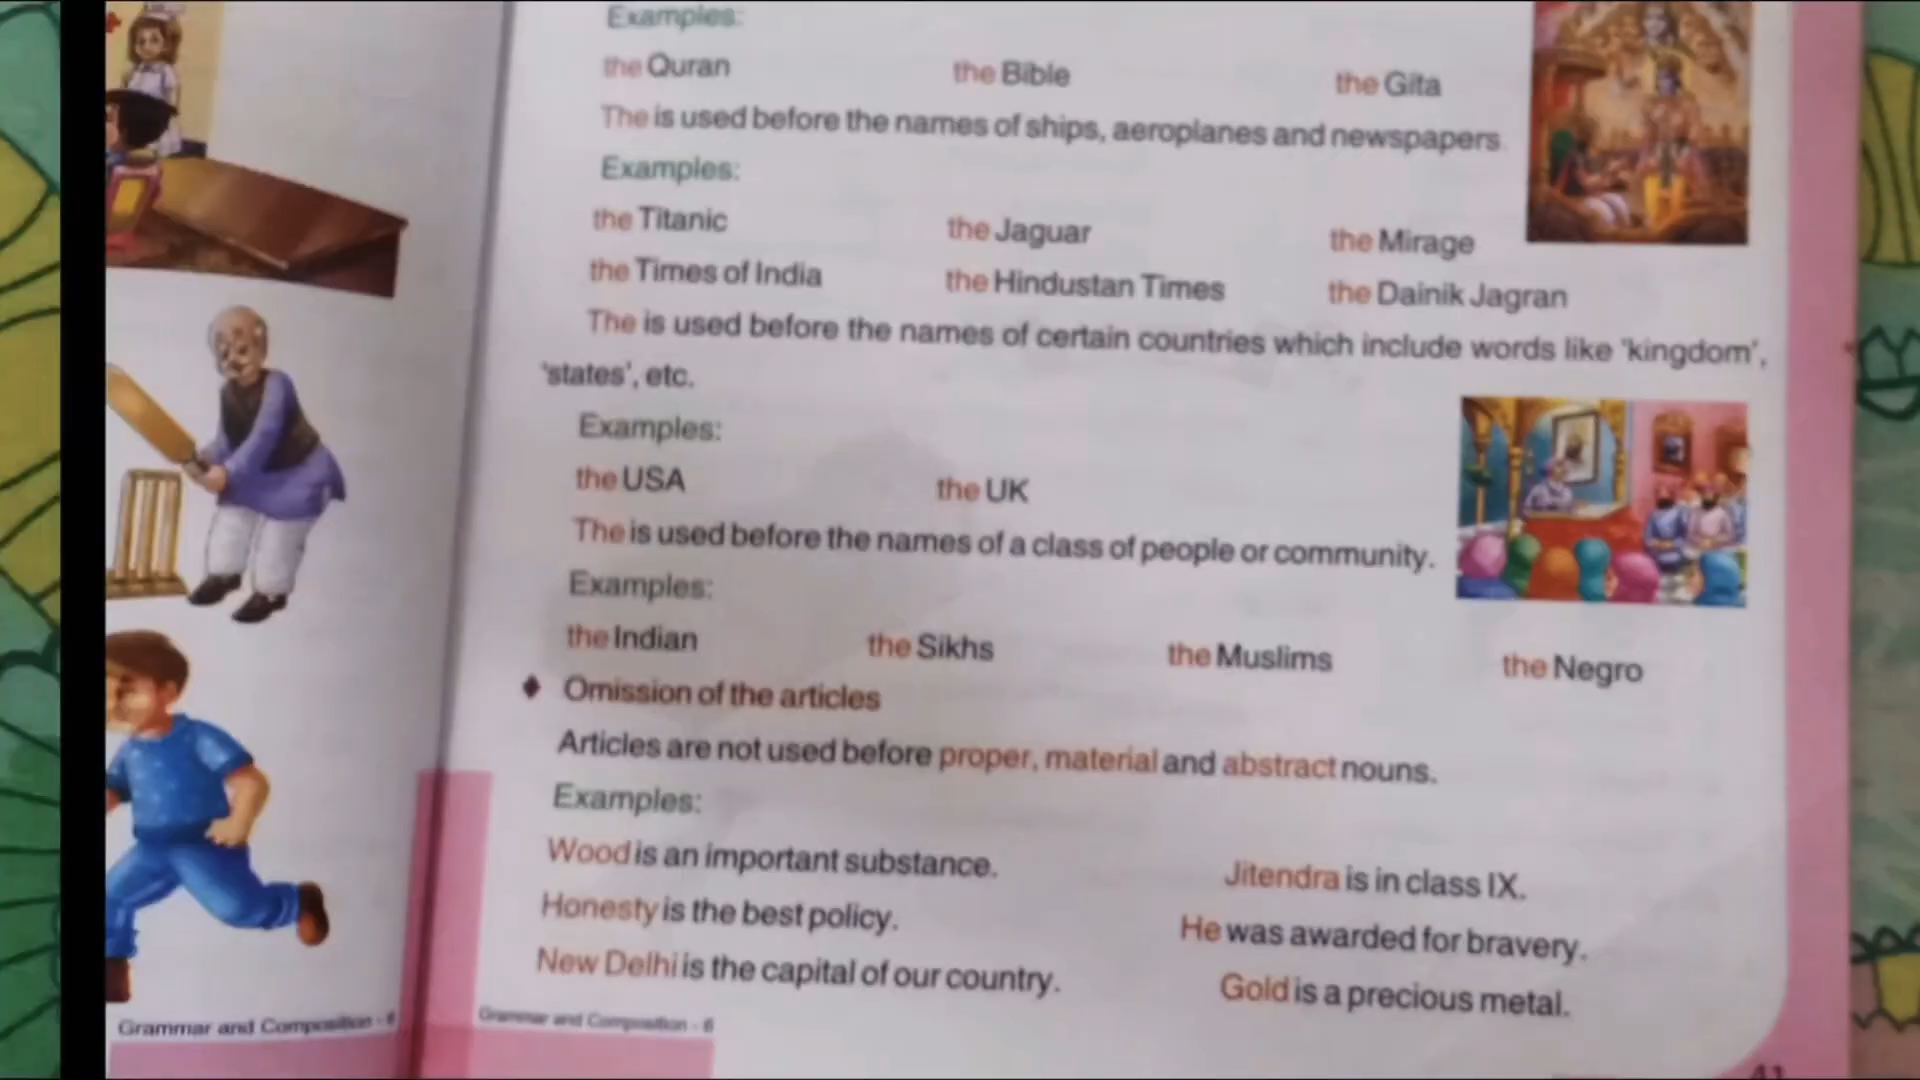 Examples:
the Quran the Bible the Gita
The is used before the names of ships, aeroplanes and newspapers.
Examples:
the Titanic the Jaguar the Mirage
the Times of India the Hindustan Times the Dainik Jagran
The is used before the names of certain countries which include words like 'kingdom',
'states', etc.
Examples:
the USA the UK
The is used before the names of a class of people or community.
Examples:
the Indian the Sikhs the Muslims the Negro
♦ Omission of the articles
Articles are not used before proper, material and abstract nouns.
Examples:
Wood is an important substance. Jitendra is in class IX.
Honesty is the best policy. He was awarded for bravery.
New Delhi is the capital of our country. Gold is a precious metal.
Grammar and Composition - 6 Grammar and Composition - 6
41